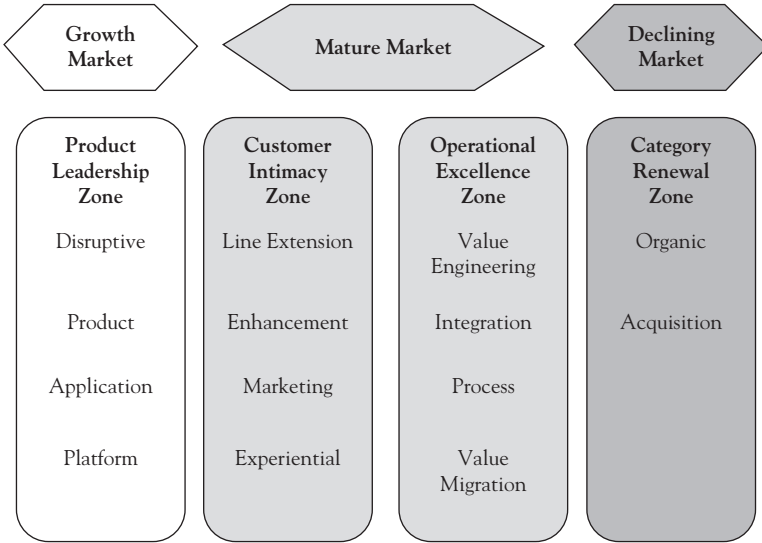 Growth
Market
Mature Market
Declining
Market
Product
Leadership
Zone
Disruptive
Product
Application
Platform
Customer
Intimacy
Zone
Line Extension
Enhancement
Marketing
Experiential
Operational
Excellence
Zone
Value
Engineering
Integration
Process
Value
Migration
Category
Renewal
Zone
Organic
Acquisition